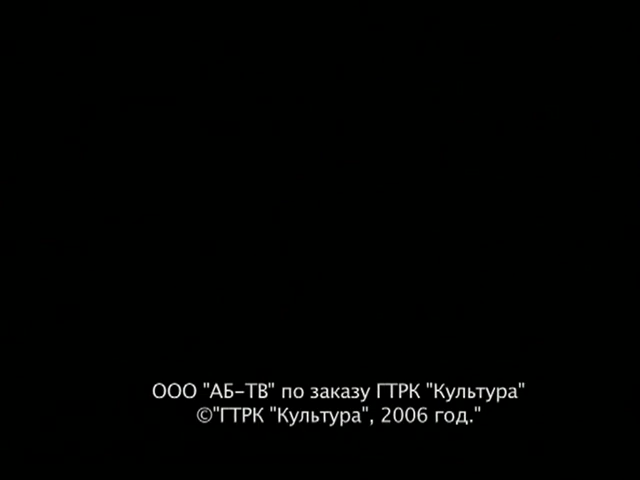 ООО "АБ-ТВ" по заказу ГТРК "Культура"
©"ГТРК "Культура", 2006 год."